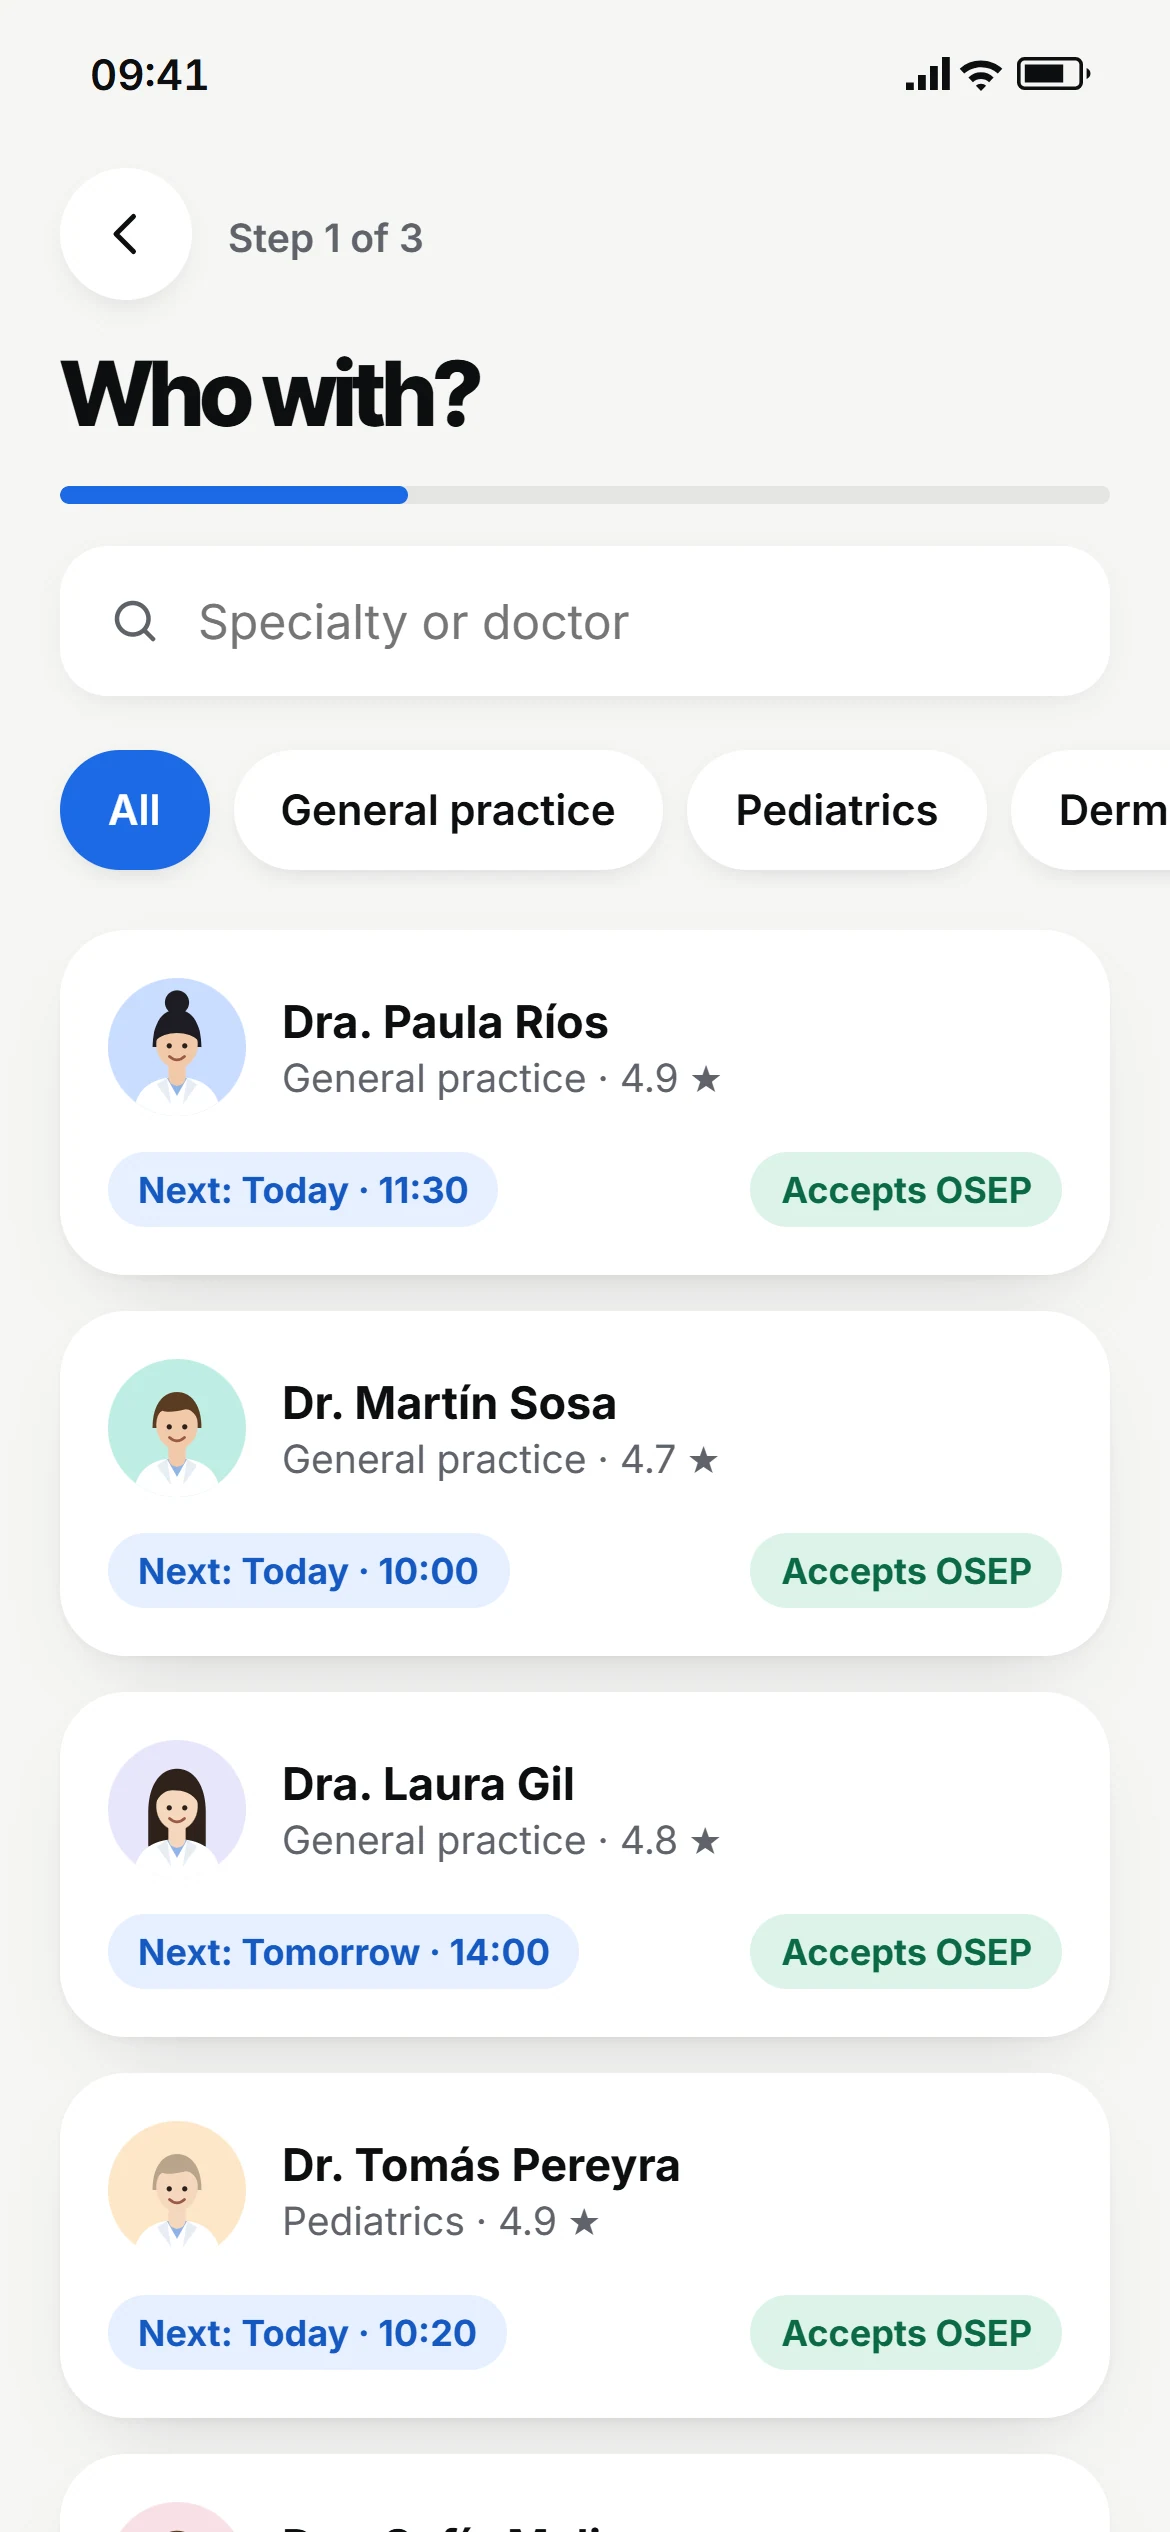 09:41
Step 1 of 3
Who with?
Specialty or doctor
All General practice Pediatrics Derm
Dra. Paula Ríos
General practice · 4.9 ★
Next: Today · 11:30 Accepts OSEP
Dr. Martín Sosa
General practice · 4.7 ★
Next: Today · 10:00 Accepts OSEP
Dra. Laura Gil
General practice · 4.8 ★
Next: Tomorrow · 14:00 Accepts OSEP
Dr. Tomás Pereyra
Pediatrics · 4.9 ★
Next: Today · 10:20 Accepts OSEP